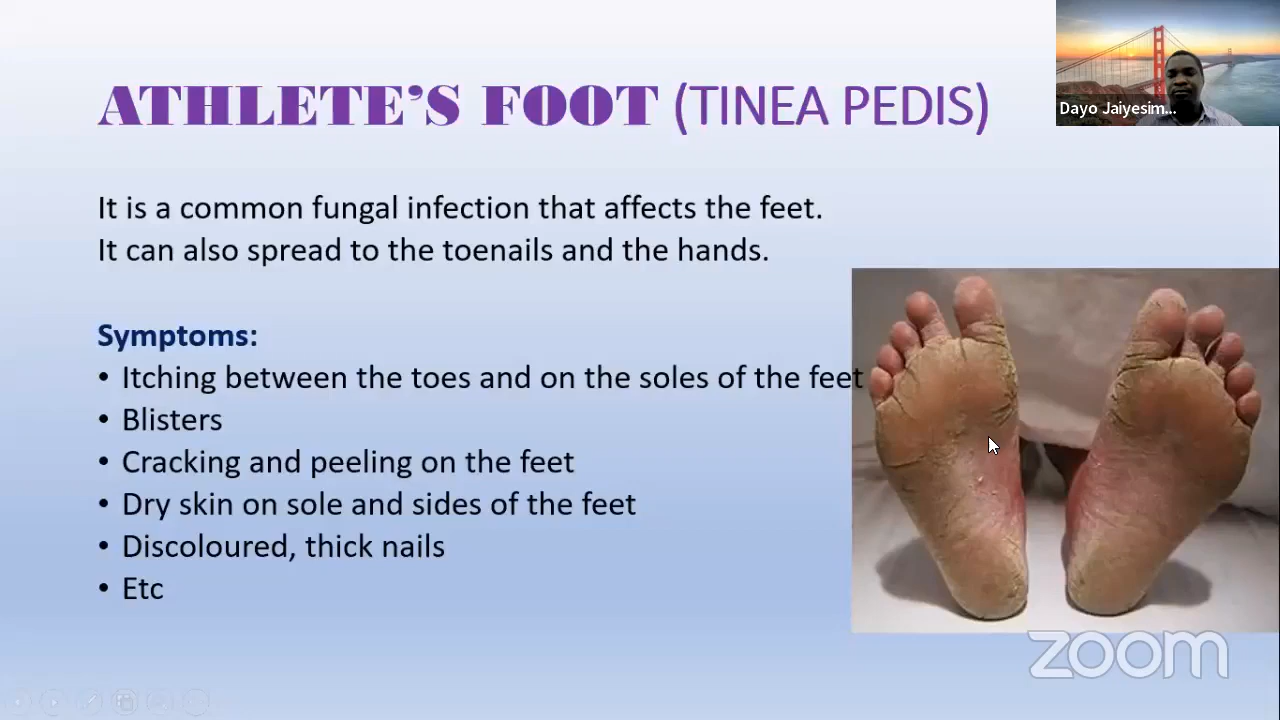 ATHLETE'S FOOT (TINEA PEDIS)
Dayo Jaiyesim...
It is a common fungal infection that affects the feet.
It can also spread to the toenails and the hands.
Symptoms:
• Itching between the toes and on the soles of the feet
• Blisters
• Cracking and peeling on the feet
• Dry skin on sole and sides of the feet
• Discoloured, thick nails
• Etc
zoom